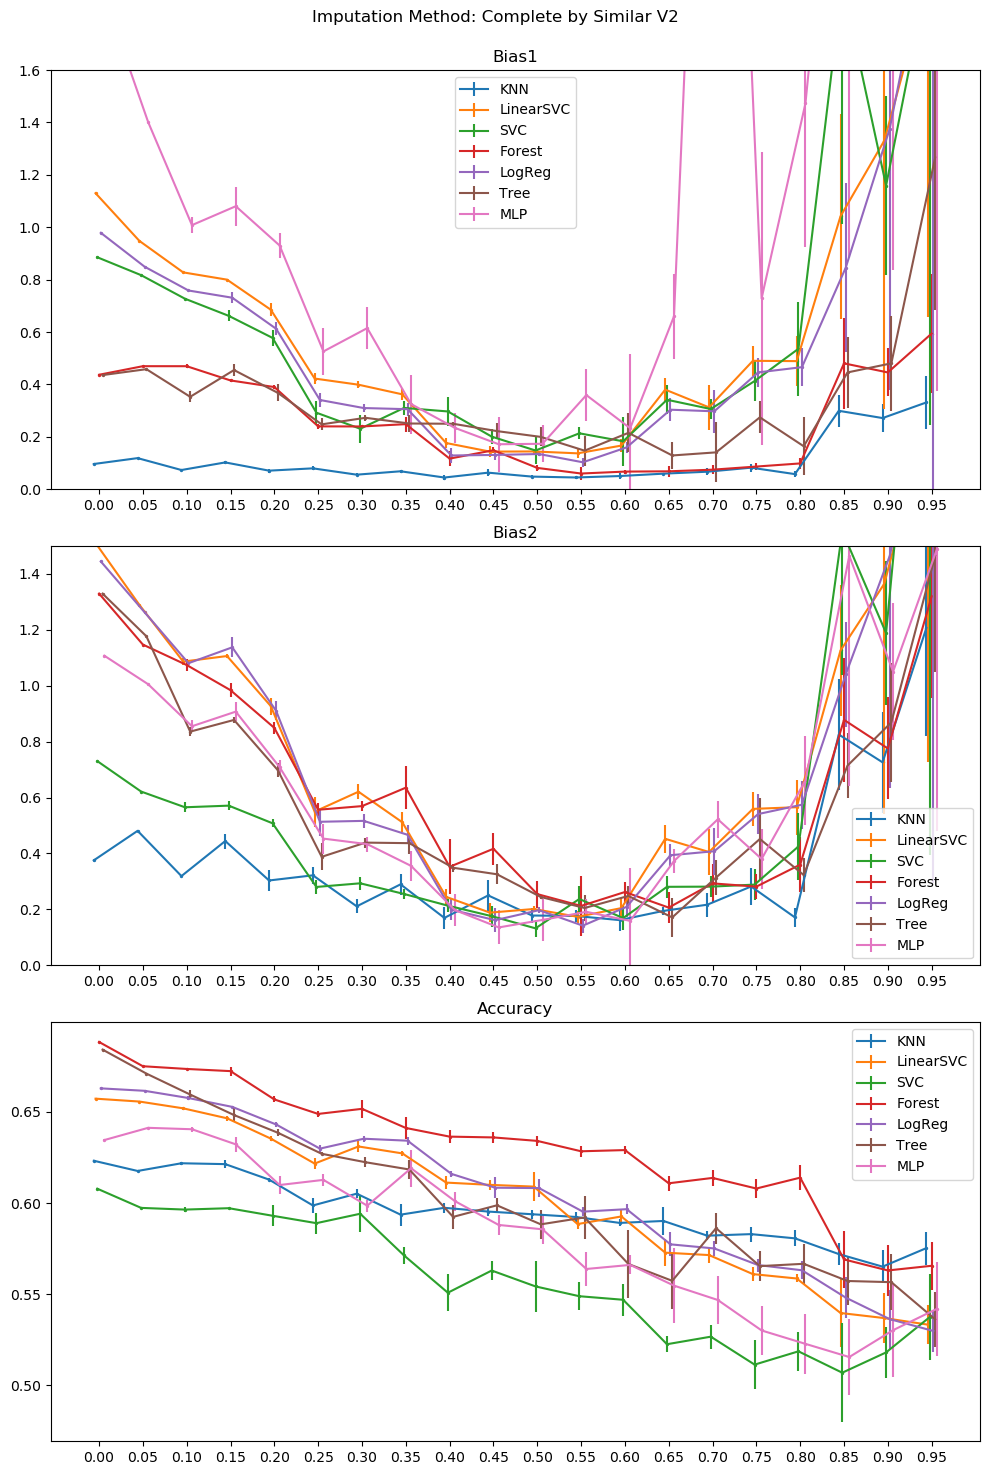 Imputation Method: Complete by Similar V2
Bias1
1.6
1.4
1.2
1.0
0.8
0.6
0.4
0.2
0.0
KNN
LinearSVC
SVC
Forest
LogReg
Tree
MLP
0.00 0.05 0.10 0.15 0.20 0.25 0.30 0.35 0.40 0.45 0.50 0.55 0.60 0.65 0.70 0.75 0.80 0.85 0.90 0.95
Bias2
1.4
1.2
1.0
0.8
0.6
0.4
0.2
0.0
KNN
LinearSVC
SVC
Forest
LogReg
Tree
MLP
0.00 0.05 0.10 0.15 0.20 0.25 0.30 0.35 0.40 0.45 0.50 0.55 0.60 0.65 0.70 0.75 0.80 0.85 0.90 0.95
Accuracy
0.65
0.60
0.55
0.50
KNN
LinearSVC
SVC
Forest
LogReg
Tree
MLP
0.00 0.05 0.10 0.15 0.20 0.25 0.30 0.35 0.40 0.45 0.50 0.55 0.60 0.65 0.70 0.75 0.80 0.85 0.90 0.95